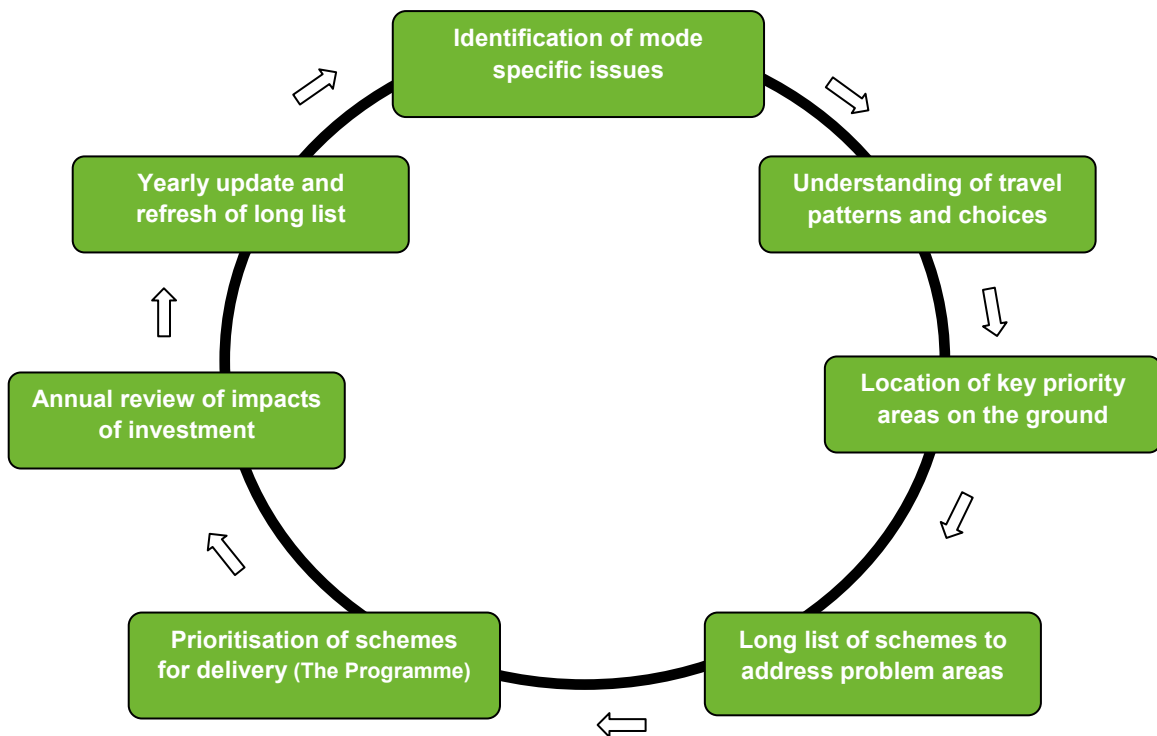 Identification of mode
specific issues
Understanding of travel
patterns and choices
Location of key priority
areas on the ground
Long list of schemes to
address problem areas
Prioritisation of schemes
for delivery (The Programme)
Annual review of impacts
of investment
Yearly update and
refresh of long list